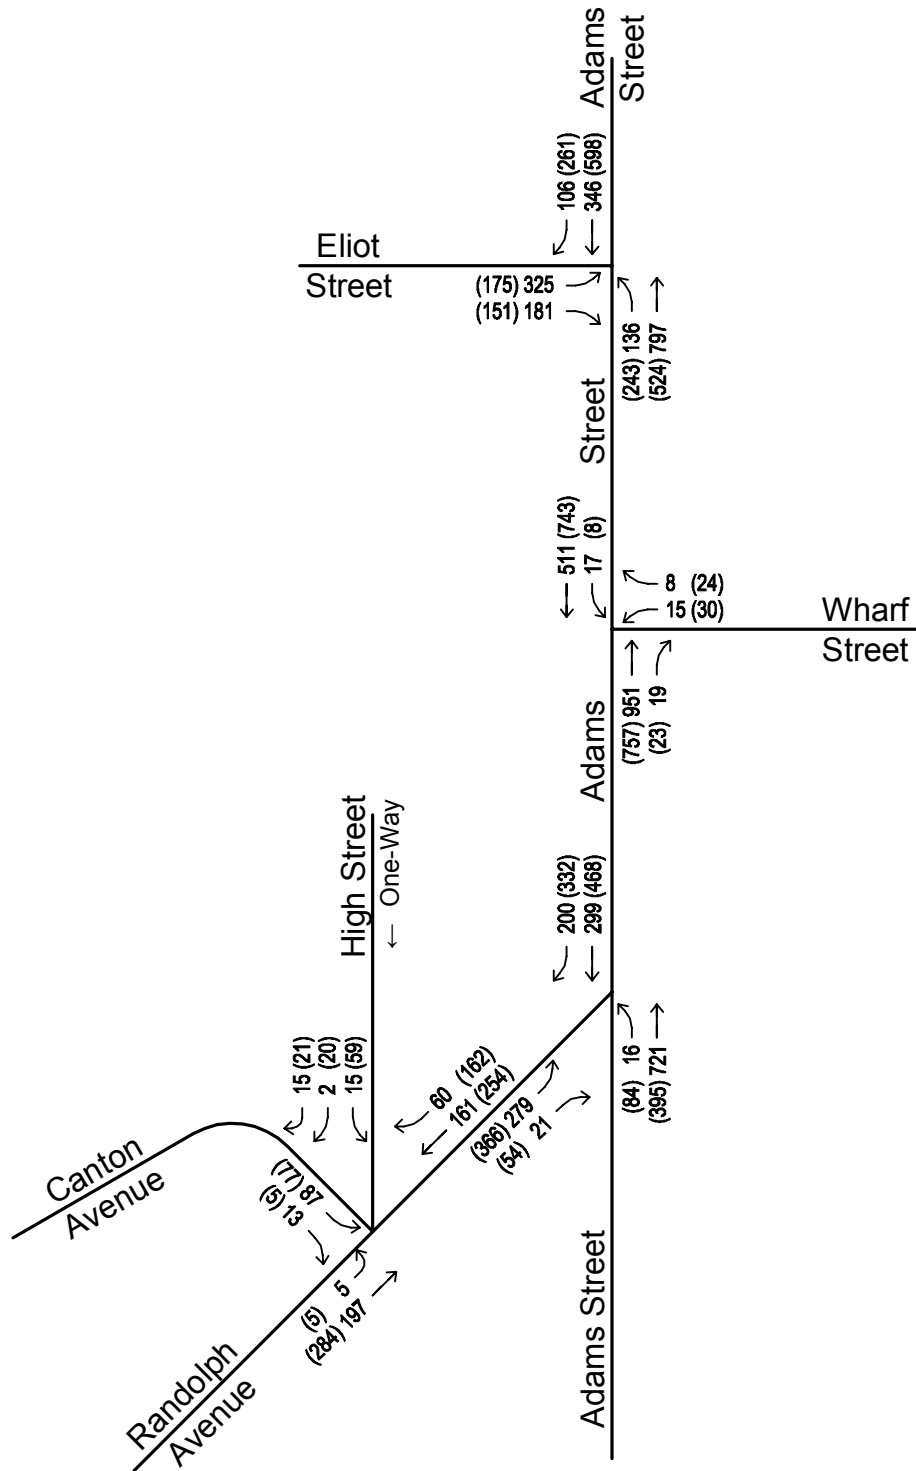 Adams
Street
106 (261)
346 (598)
Eliot
Street
(175) 325
(151) 181
(243) 136
(524) 797
Street
511 (743)
17 (8)
8 (24)
15 (30)
Wharf
Street
(757) 951
(23) 19
Adams
High Street
← One-Way
200 (332)
299 (468)
15 (21)
2 (20)
15 (59)
60 (162)
161 (254)
(366) 279
(54) 21
(84) 16
(395) 721
Canton
Avenue
(77) 87
(5) 13
(5) 5
(284) 197
Randolph
Avenue
Adams Street